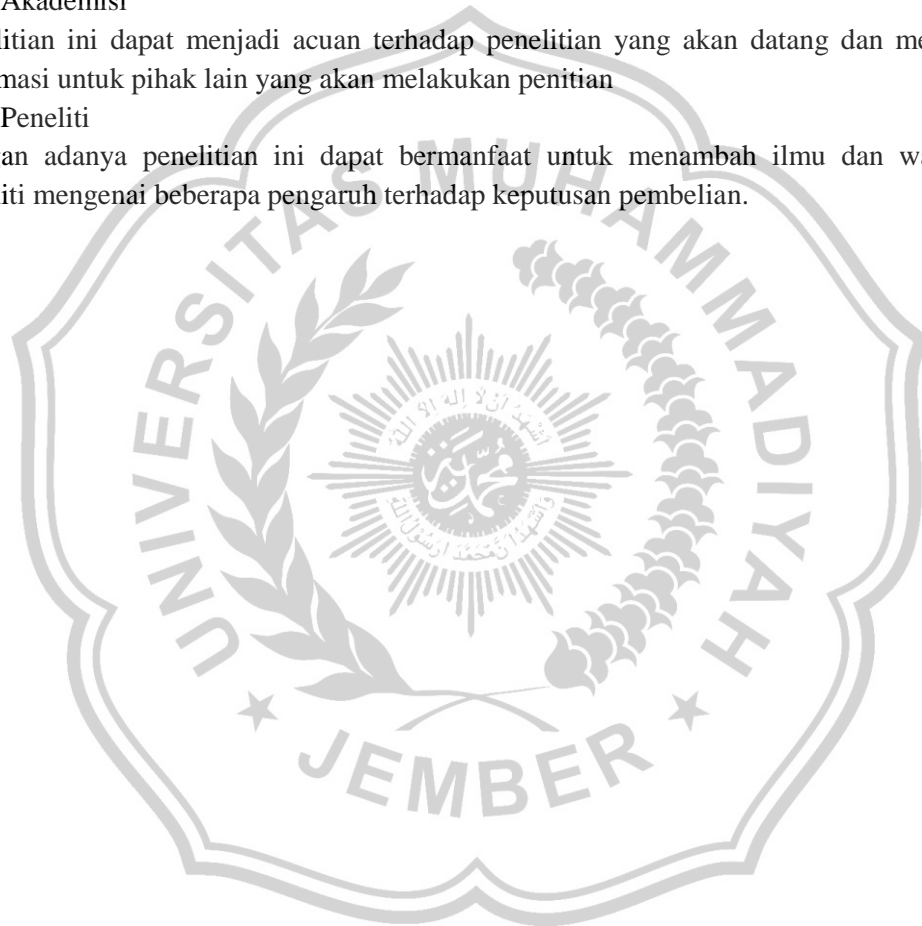 Akademisi
litian ini dapat menjadi acuan terhadap penelitian yang akan datang dan me
masi untuk pihak lain yang akan melakukan penitian
Peneliti
an adanya penelitian ini dapat bermanfaat untuk menambah ilmu dan wa
iti mengenai beberapa pengaruh terhadap keputusan pembelian.
UNIVERSITAS MUHAMMADIYAH
JEMBER